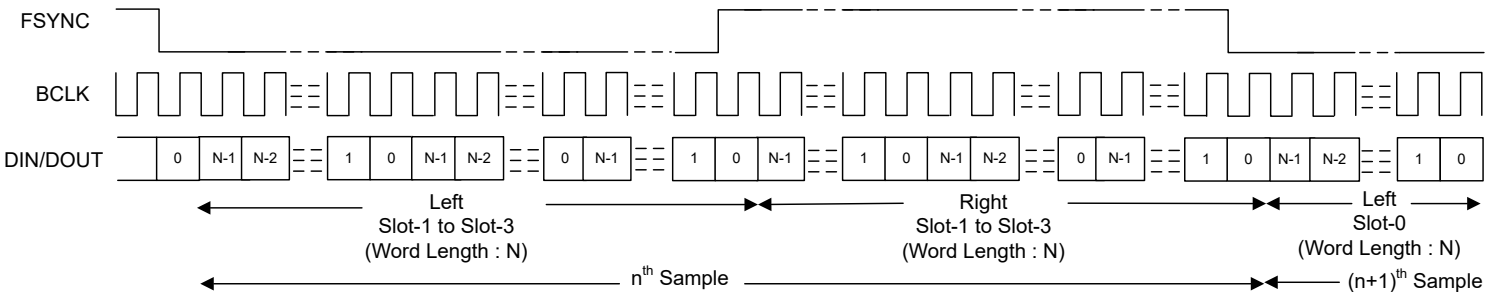 FSYNC
BCLK
DIN/DOUT
0 N-1 N-2 1 0 N-1 N-2 0 N-1 1 0 N-1 1 0 N-1 N-2 0 N-1 1 0 N-1 N-2 1 0
Left
Slot-1 to Slot-3
(Word Length : N)
Right
Slot-1 to Slot-3
(Word Length : N)
Left
Slot-0
(Word Length : N)
nth Sample
(n+1)th Sample